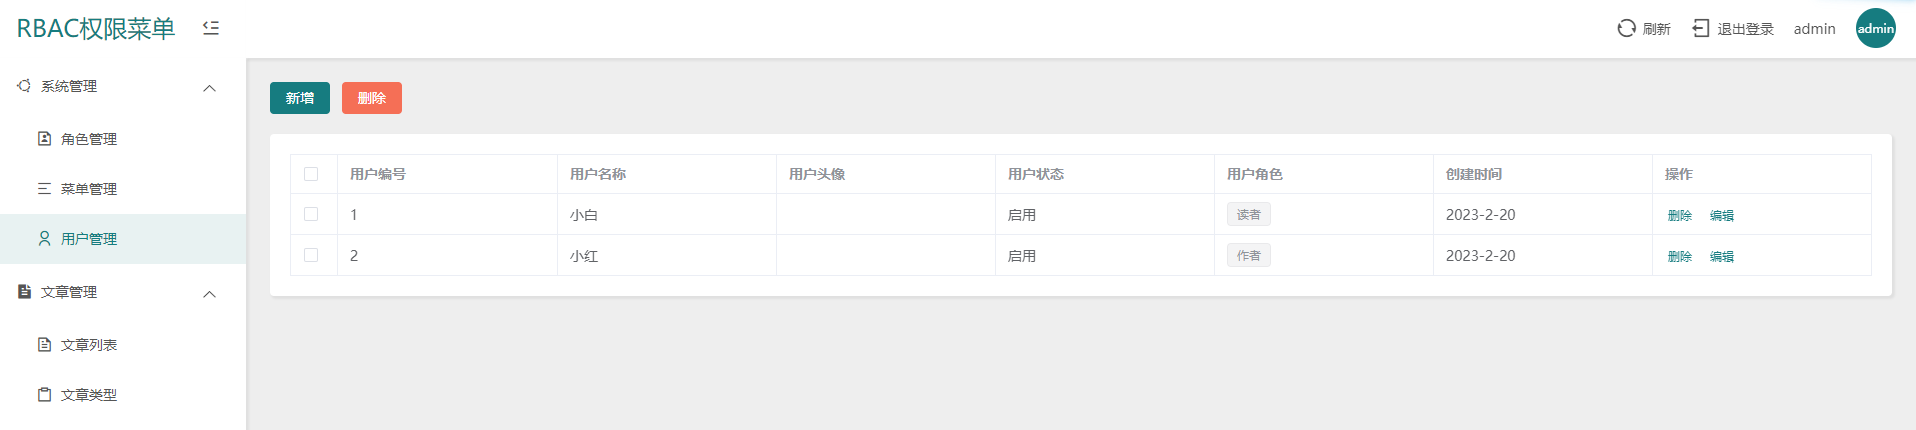 RBAC权限菜单
刷新 退出登录 admin admin
系统管理
角色管理
菜单管理
用户管理
文章管理
文章列表
文章类型
新增 删除
用户编号 用户名称 用户头像 用户状态 用户角色 创建时间 操作
1 小白 启用 读者 2023-2-20 删除 编辑
2 小红 启用 作者 2023-2-20 删除 编辑